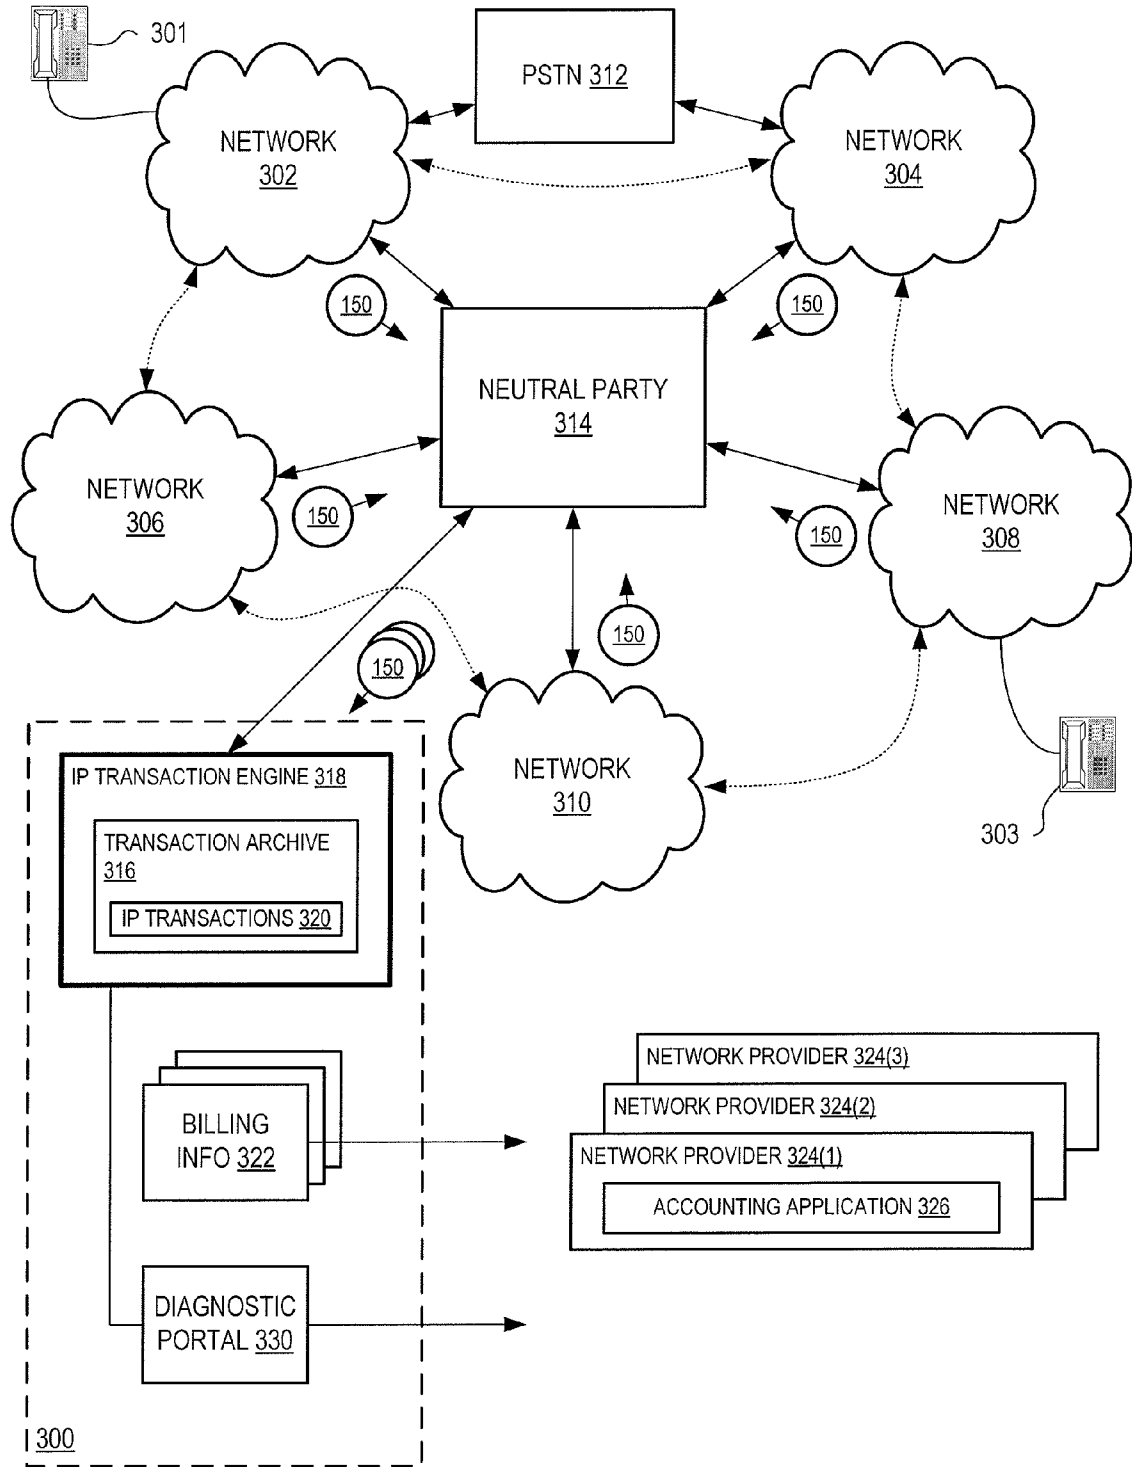 301
PSTN 312
NETWORK
302
NETWORK
304
150
150
NEUTRAL PARTY
314
NETWORK
306
150
150
NETWORK
308
150
150
NETWORK
310
303
IP TRANSACTION ENGINE 318
TRANSACTION ARCHIVE
316
IP TRANSACTIONS 320
NETWORK PROVIDER 324(3)
NETWORK PROVIDER 324(2)
NETWORK PROVIDER 324(1)
ACCOUNTING APPLICATION 326
BILLING
INFO 322
DIAGNOSTIC
PORTAL 330
300